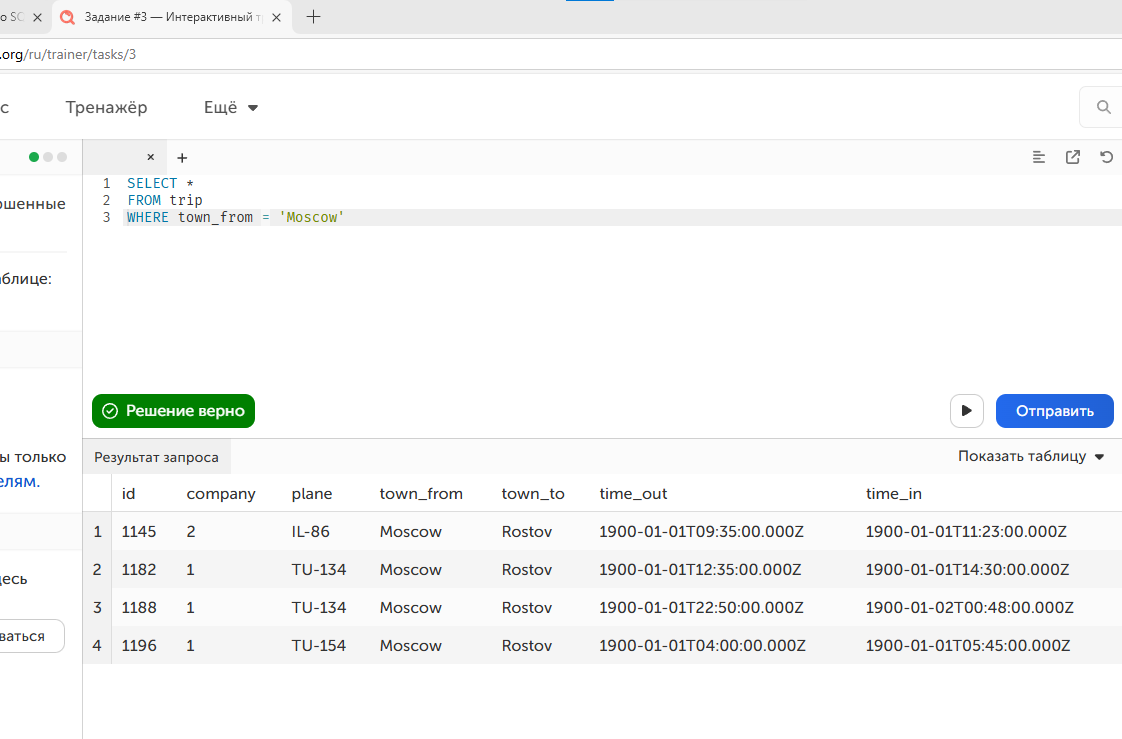 Задание #3 — Интерактивный
.org/ru/trainer/tasks/3
Тренажёр Ещё
1 SELECT *
2 FROM trip
3 WHERE town_from = 'Moscow'
Решение верно
Отправить
Результат запроса
Показать таблицу
id company plane town_from town_to time_out time_in
1 1145 2 IL-86 Moscow Rostov 1900-01-01T09:35:00.000Z 1900-01-01T11:23:00.000Z
2 1182 1 TU-134 Moscow Rostov 1900-01-01T12:35:00.000Z 1900-01-01T14:30:00.000Z
3 1188 1 TU-134 Moscow Rostov 1900-01-01T22:50:00.000Z 1900-01-02T00:48:00.000Z
4 1196 1 TU-154 Moscow Rostov 1900-01-01T04:00:00.000Z 1900-01-01T05:45:00.000Z
ршенные
аблице:
ы только
елям.
десь
ваться